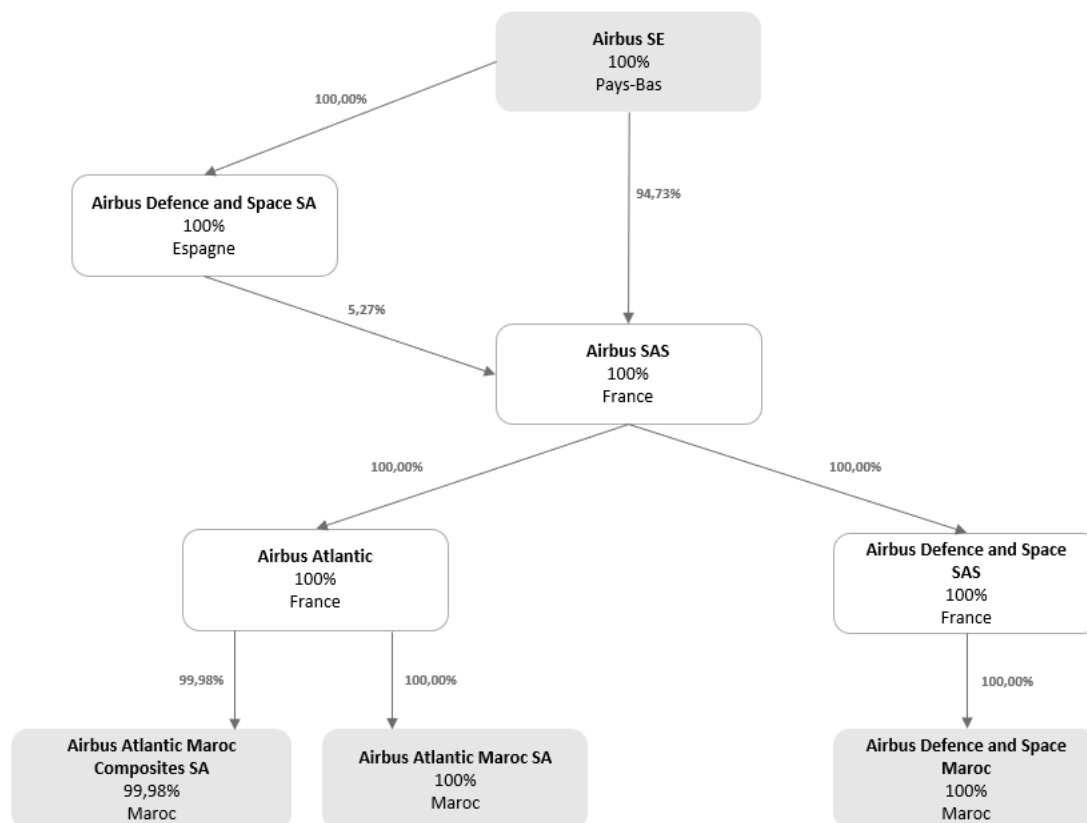 Airbus SE
100%
Pays-Bas
100,00%
94,73%
Airbus Defence and Space SA
100%
Espagne
5,27%
Airbus SAS
100%
France
100,00%
100,00%
Airbus Atlantic
100%
France
Airbus Defence and Space
SAS
100%
France
99,98%
100,00%
100,00%
Airbus Atlantic Maroc
Composites SA
99,98%
Maroc
Airbus Atlantic Maroc SA
100%
Maroc
Airbus Defence and Space
Maroc
100%
Maroc